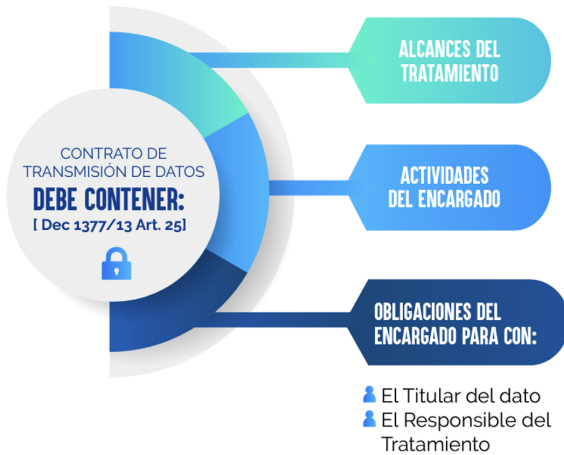 CONTRATO DE
TRANSMISIÓN DE DATOS
DEBE CONTENER:
[ Dec 1377/13 Art. 25]
ALCANCES DEL
TRATAMIENTO
ACTIVIDADES
DEL ENCARGADO
OBLIGACIONES DEL
ENCARGADO PARA CON:
El Titular del dato
El Responsible del
Tratamiento